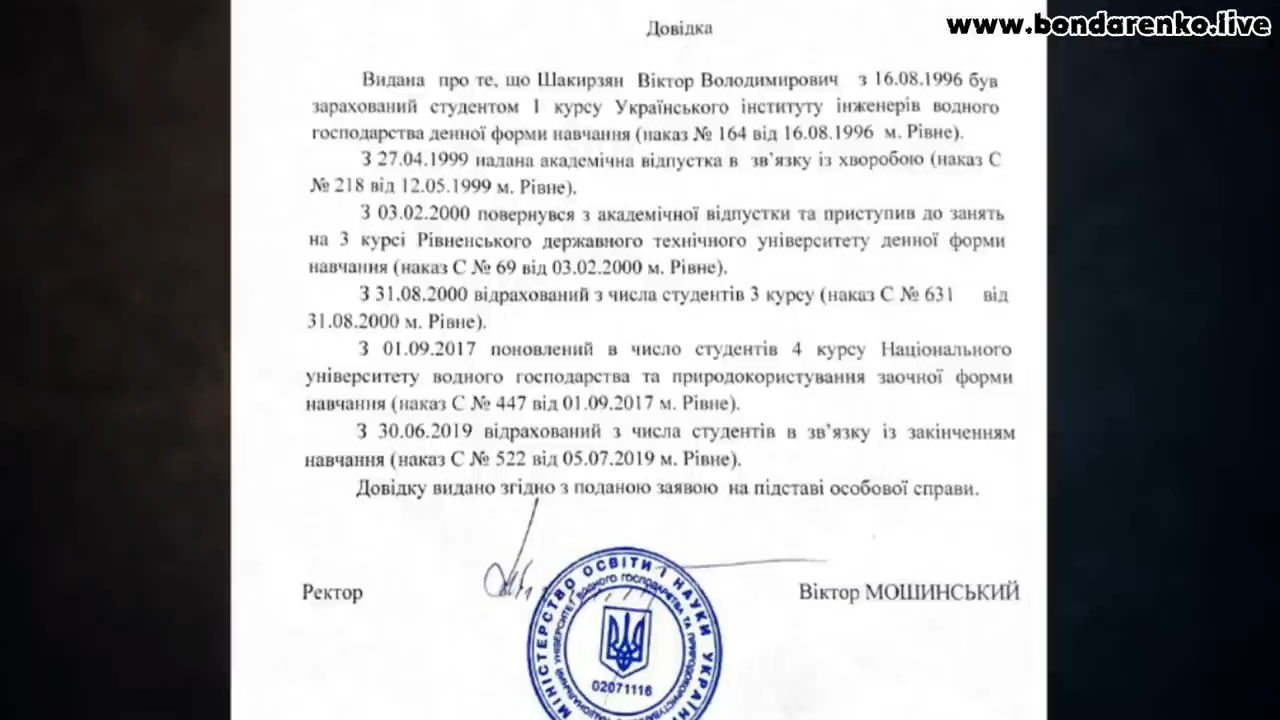 www.bondarenko.live
Довідка
Видана про те, що Шакирзян Віктор Володимирович з 16.08.1996 був
зарахований студентом 1 курсу Українського інституту інженерів водного
господарства денної форми навчання (наказ № 164 від 16.08.1996 м. Рівне).
З 27.04.1999 надана академічна відпустка в зв'язку із хворобою (наказ С
№ 218 від 12.05.1999 м. Рівне).
З 03.02.2000 повернувся з академічної відпустки та приступив до занять
на 3 курсі Рівненського державного технічного університету денної форми
навчання (наказ С № 69 від 03.02.2000 м. Рівне).
З 31.08.2000 відрахований з числа студентів 3 курсу (наказ С № 631 від
31.08.2000 м. Рівне).
З 01.09.2017 поновлений в число студентів 4 курсу Національного
університету водного господарства та природокористування заочної форми
навчання (наказ С № 447 від 01.09.2017 м. Рівне).
З 30.06.2019 відрахований з числа студентів в зв'язку із закінченням
навчання (наказ С № 522 від 05.07.2019 м. Рівне).
Довідку видано згідно з поданою заявою на підставі особової справи.
Ректор
Віктор МОШИНСЬКИЙ
МІНІСТЕРСТВО ОСВІТИ І НАУКИ УКРАЇНИ
УНІВЕРСИТЕТ ВОДНОГО ГОСПОДАРСТВА ТА ПРИРОДОКОРИСТУВАННЯ
02071116